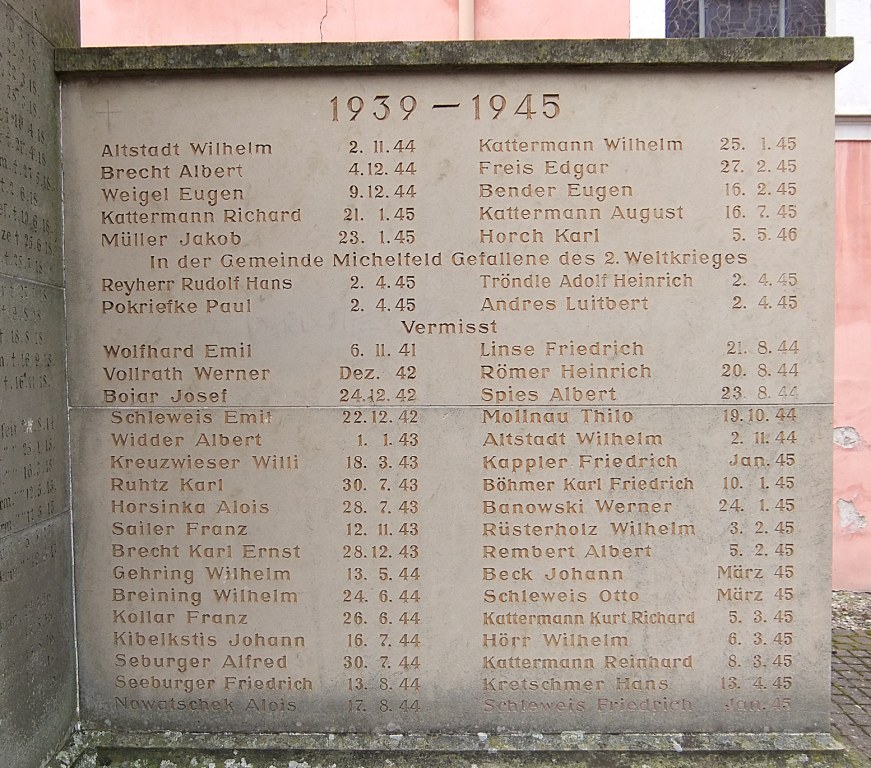 1939 – 1945
Altstadt Wilhelm 2. 11. 44 Kattermann Wilhelm 25. 1. 45
Brecht Albert 4. 12. 44 Freis Edgar 27. 2. 45
Weigel Eugen 9. 12. 44 Bender Eugen 16. 2. 45
Kattermann Richard 21. 1. 45 Kattermann August 16. 7. 45
Müller Jakob 23. 1. 45 Horch Karl 5. 5. 46
In der Gemeinde Michelfeld Gefallene des 2. Weltkrieges
Reyherr Rudolf Hans 2. 4. 45 Tröndle Adolf Heinrich 2. 4. 45
Pokriefke Paul 2. 4. 45 Andres Luitbert 2. 4. 45
Vermisst
Wolfhard Emil 6. 11. 41 Linse Friedrich 21. 8. 44
Vollrath Werner Dez. 42 Römer Heinrich 20. 8. 44
Bojar Josef 24. 12. 42 Spies Albert 23. 8. 44
Schleweis Emil 22. 12. 42 Mollnau Thilo 19. 10. 44
Widder Albert 1. 1. 43 Altstadt Wilhelm 2. 11. 44
Kreuzwieser Willi 18. 3. 43 Kappler Friedrich Jan. 45
Ruhtz Karl 30. 7. 43 Böhmer Karl Friedrich 10. 1. 45
Horsinka Alois 28. 7. 43 Banowski Werner 24. 1. 45
Sailer Franz 12. 11. 43 Rüsterholz Wilhelm 3. 2. 45
Brecht Karl Ernst 28. 12. 43 Rembert Albert 5. 2. 45
Gehring Wilhelm 13. 5. 44 Beck Johann März 45
Breining Wilhelm 24. 6. 44 Schleweis Otto März 45
Kollar Franz 26. 6. 44 Kattermann Kurt Richard 5. 3. 45
Kibelkstis Johann 16. 7. 44 Hörr Wilhelm 6. 3. 45
Seburger Alfred 30. 7. 44 Kattermann Reinhard 8. 3. 45
Seeburger Friedrich 13. 8. 44 Kretschmer Hans 13. 4. 45
Nowatschek Alois 17. 8. 44 Schleweis Friedrich Jan. 45